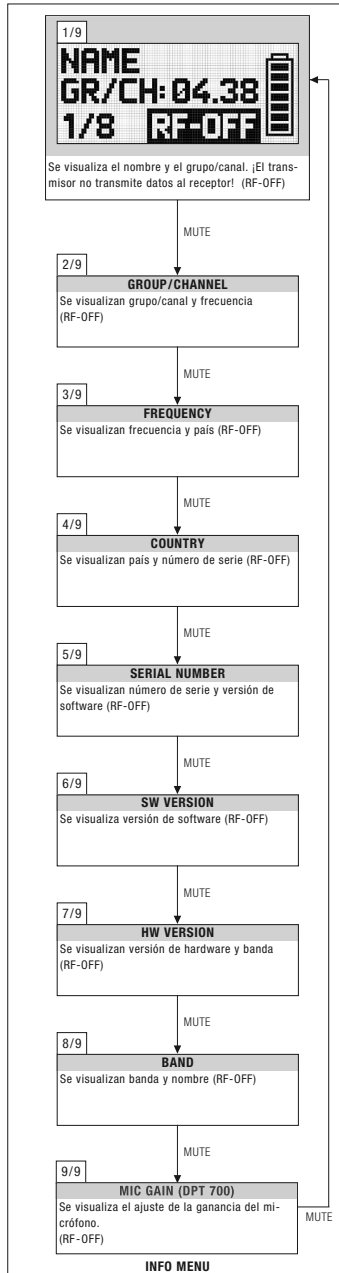 1/9
NAME
GR/CH:04.38
1/8 RF-OFF
Se visualiza el nombre y el grupo/canal. ¡El trans-
misor no transmite datos al receptor! (RF-OFF)
MUTE
2/9
GROUP/CHANNEL
Se visualizan grupo/canal y frecuencia
(RF-OFF)
MUTE
3/9
FREQUENCY
Se visualizan frecuencia y país (RF-OFF)
MUTE
4/9
COUNTRY
Se visualizan país y número de serie (RF-OFF)
MUTE
5/9
SERIAL NUMBER
Se visualizan número de serie y versión de
software (RF-OFF)
MUTE
6/9
SW VERSION
Se visualiza versión de software (RF-OFF)
MUTE
7/9
HW VERSION
Se visualizan versión de hardware y banda
(RF-OFF)
MUTE
8/9
BAND
Se visualizan banda y nombre (RF-OFF)
MUTE
9/9
MIC GAIN (DPT 700)
Se visualiza el ajuste de la ganancia del mi-
crófono.
(RF-OFF)
MUTE
INFO MENU